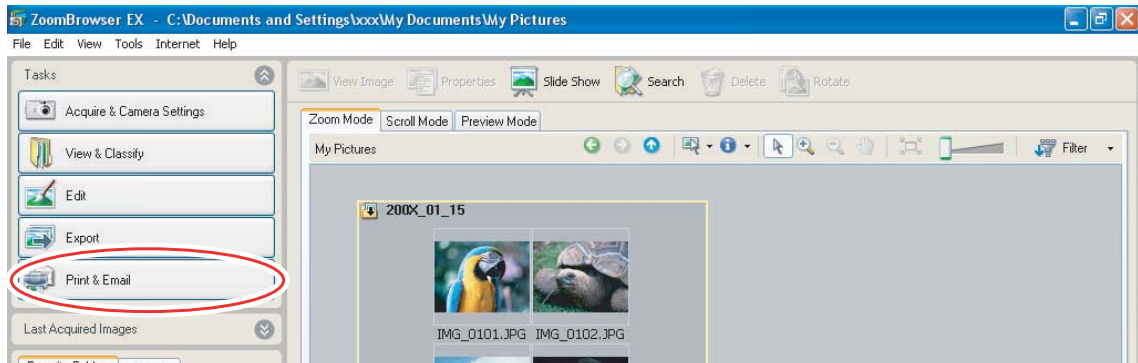 ZoomBrowser EX - C:\Documents and Settings\xxx\My Documents\My Pictures
File Edit View Tools Internet Help
Tasks
View Image Properties Slide Show Search Delete Rotate
Acquire & Camera Settings
Zoom Mode Scroll Mode Preview Mode
View & Classify
My Pictures
Filter
Edit
200X_01_15
Export
Print & Email
Last Acquired Images
IMG_0101.JPG IMG_0102.JPG